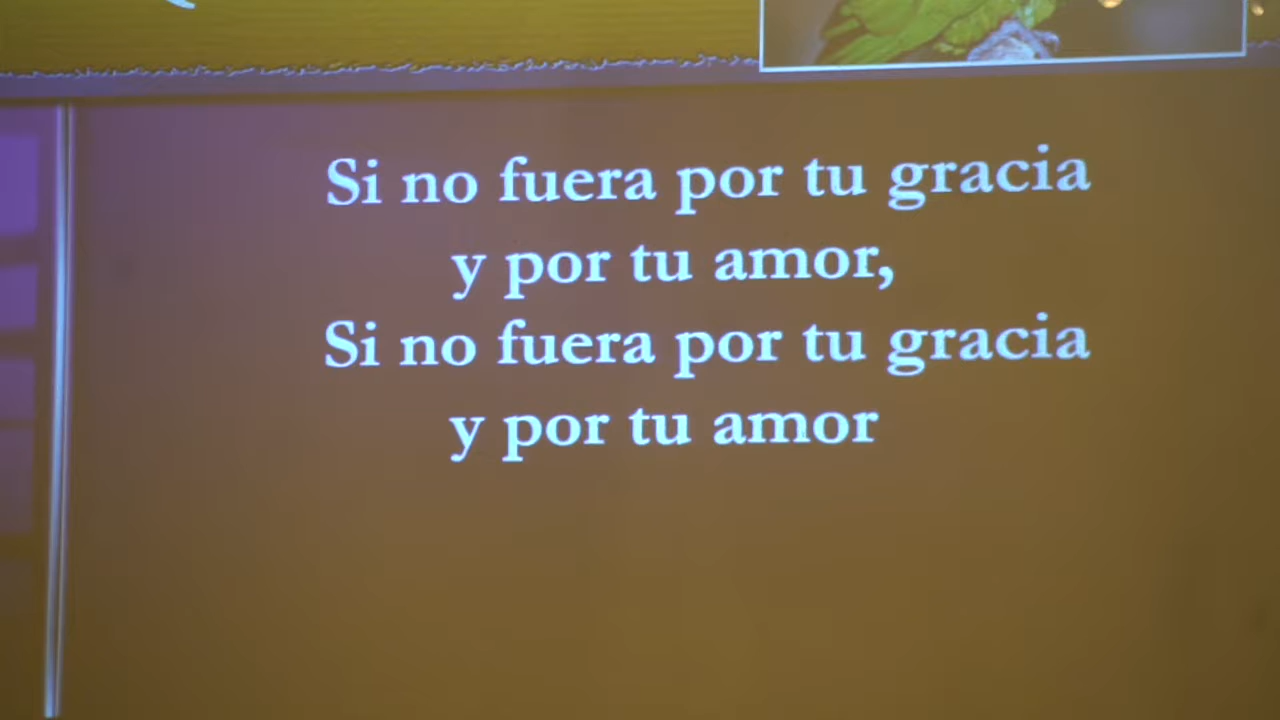 Si no fuera por tu gracia
y por tu amor,
Si no fuera por tu gracia
y por tu amor